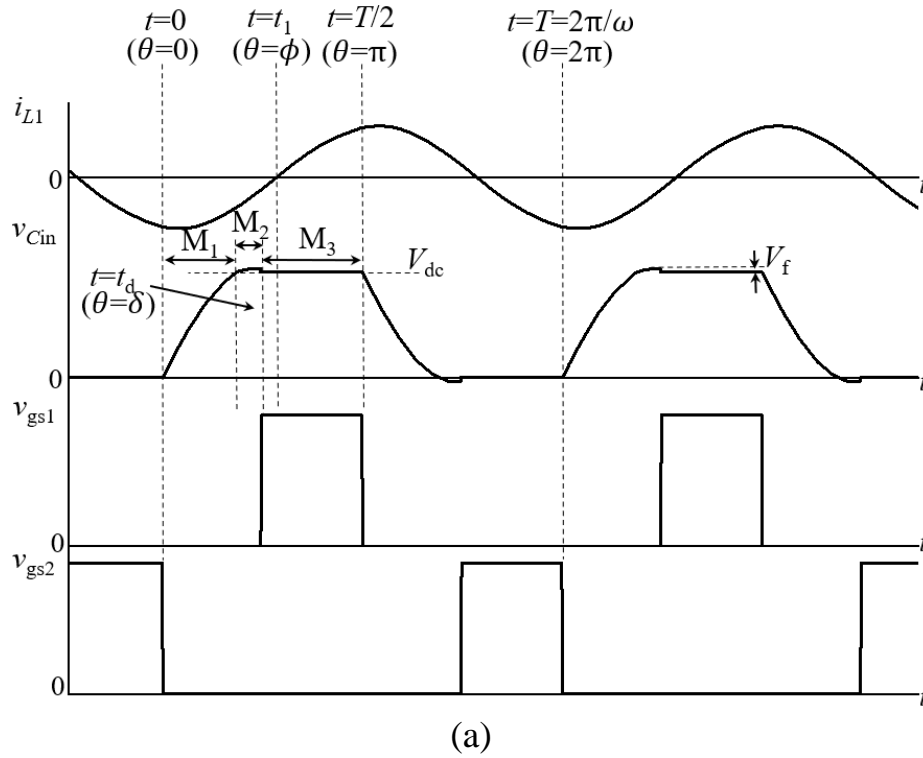 t=0 t=t1 t=T/2 t=T=2π/ω
(θ=0) (θ=ϕ) (θ=π) (θ=2π)
iL1
0 t
vCin
M1 M2 M3 Vdc Vf
t=td
(θ=δ)
0 t
vgs1
0 t
vgs2
0 t
(a)